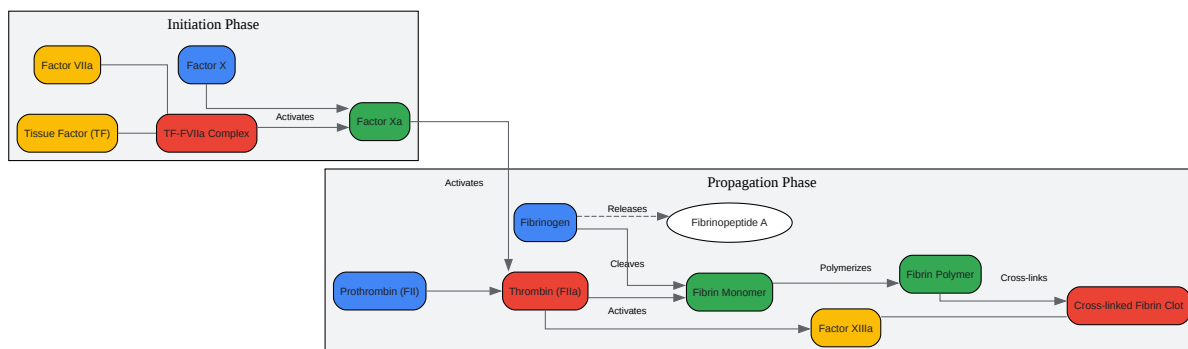 Initiation Phase
Factor VIIa
Factor X
Tissue Factor (TF)
TF-FVIIa Complex
Activates
Factor Xa
Activates
Propagation Phase
Fibrinogen
Releases
Fibrinopeptide A
Cleaves
Prothrombin (FII)
Thrombin (FIIa)
Activates
Fibrin Monomer
Polymerizes
Fibrin Polymer
Cross-links
Factor XIIIa
Cross-linked Fibrin Clot